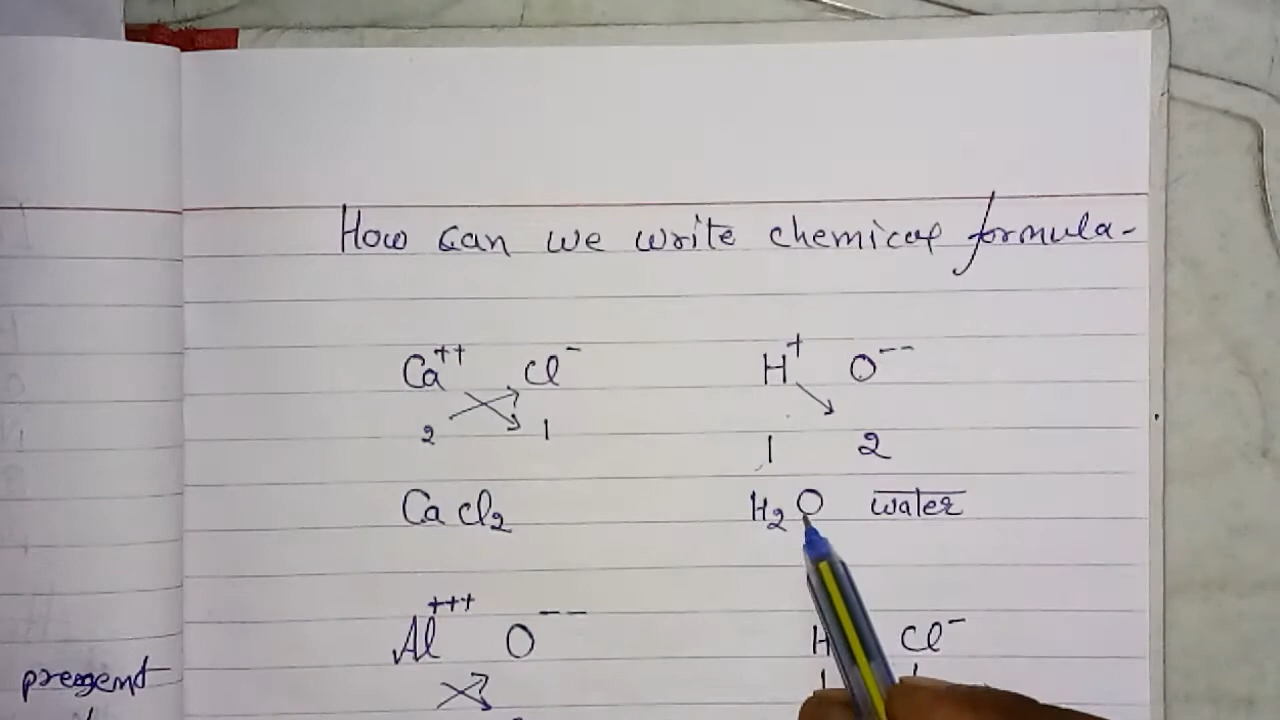 How can we write chemical formula-
Ca++ Cl- H+ O--
2 1 1 2
CaCl2 H2O water
Al+++ O-- H Cl-
present